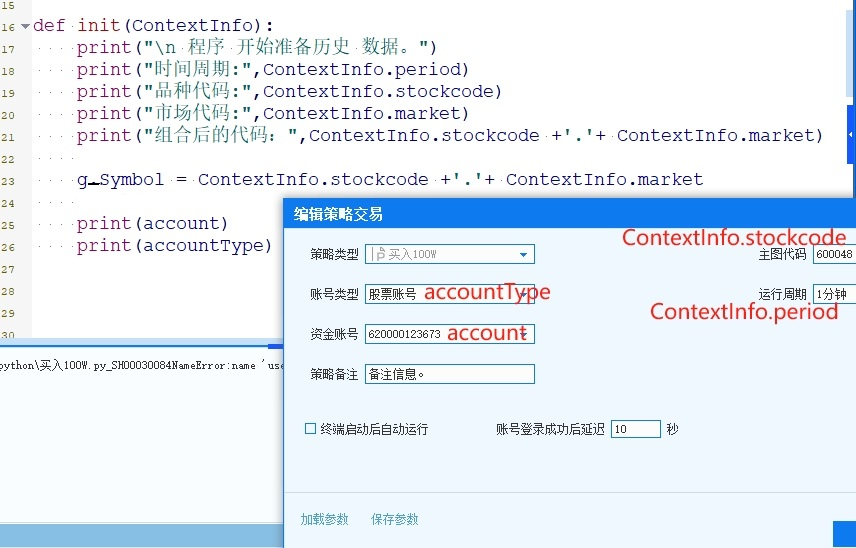 15
16 def init(ContextInfo):
17 print("\n 程序 开始准备历史 数据。")
18 print("时间周期:",ContextInfo.period)
19 print("品种代码:",ContextInfo.stockcode)
20 print("市场代码:",ContextInfo.market)
21 print("组合后的代码：",ContextInfo.stockcode +'.'+ ContextInfo.market)
22
23 g_Symbol = ContextInfo.stockcode +'.'+ ContextInfo.market
24
25 print(account)
26 print(accountType)
27
28
29
30
python\买入100W.py_SH00030084NameError:name 'use
编辑策略交易
ContextInfo.stockcode
策略类型 买入100W 主图代码 600048
账号类型 股票账号 accountType 运行周期 1分钟
ContextInfo.period
资金账号 620000123673 account
策略备注 备注信息。
终端启动后自动运行 账号登录成功后延迟 10 秒
加载参数 保存参数